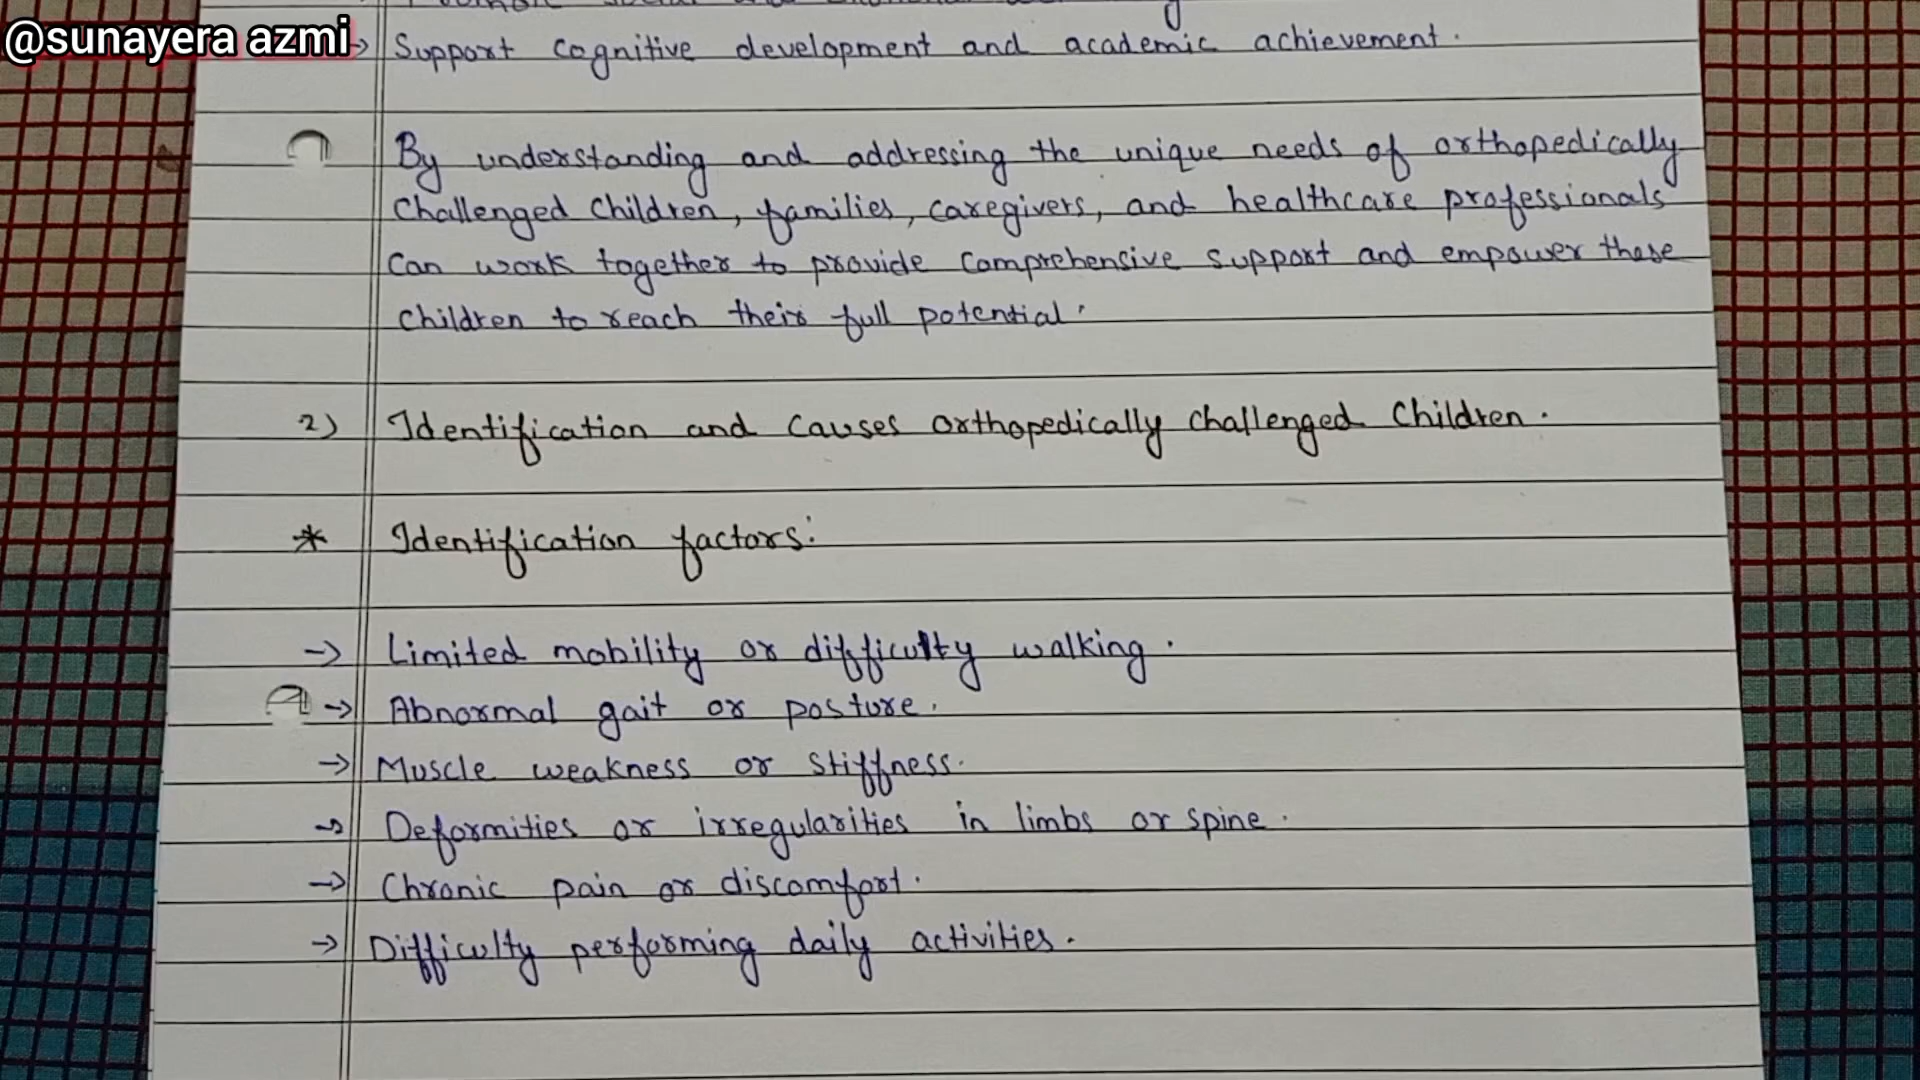 @sunayera azmi
→ Support cognitive development and academic achievement.
By understanding and addressing the unique needs of orthopedically
Challenged Children, families, caregivers, and healthcare professionals
Can work together to provide Comprehensive support and empower these
Children to reach their full potential.
2) Identification and Causes orthopedically challenged Children.
* Identification factors:
→ Limited mobility or difficulty walking.
→ Abnormal gait or posture.
→ Muscle weakness or stiffness.
→ Deformities or irregularities in limbs or spine.
→ Chronic pain or discomfort.
→ Difficulty performing daily activities.